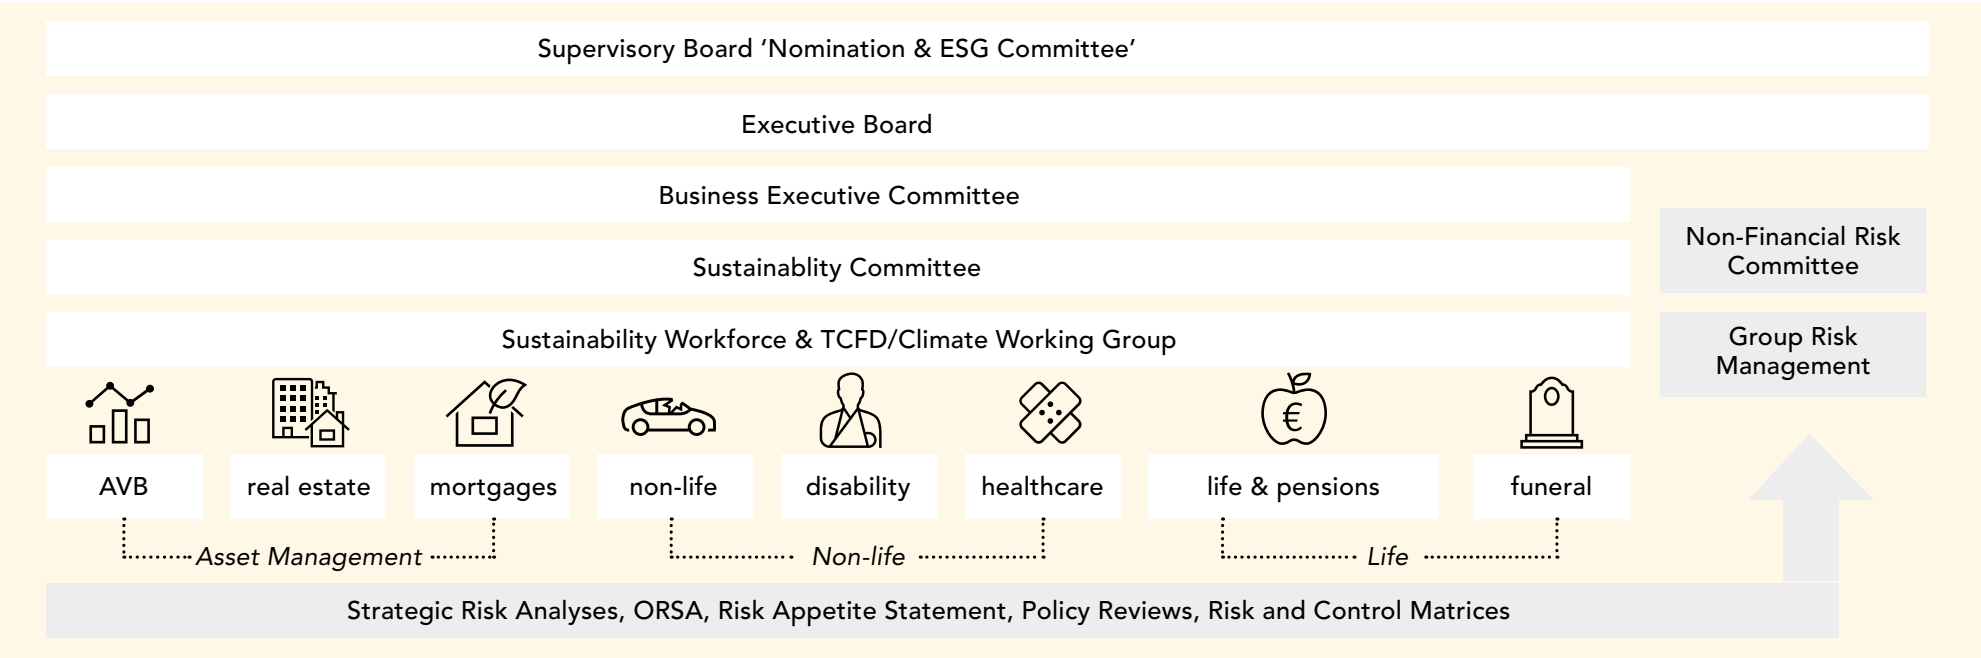 Supervisory Board ‘Nomination & ESG Committee’
Executive Board
Business Executive Committee
Sustainablity Committee
Sustainability Workforce & TCFD/Climate Working Group
Non-Financial Risk
Committee
Group Risk
Management
€
AVB
real estate
mortgages
non-life
disability
healthcare
life & pensions
funeral
Asset Management
Non-life
Life
Strategic Risk Analyses, ORSA, Risk Appetite Statement, Policy Reviews, Risk and Control Matrices